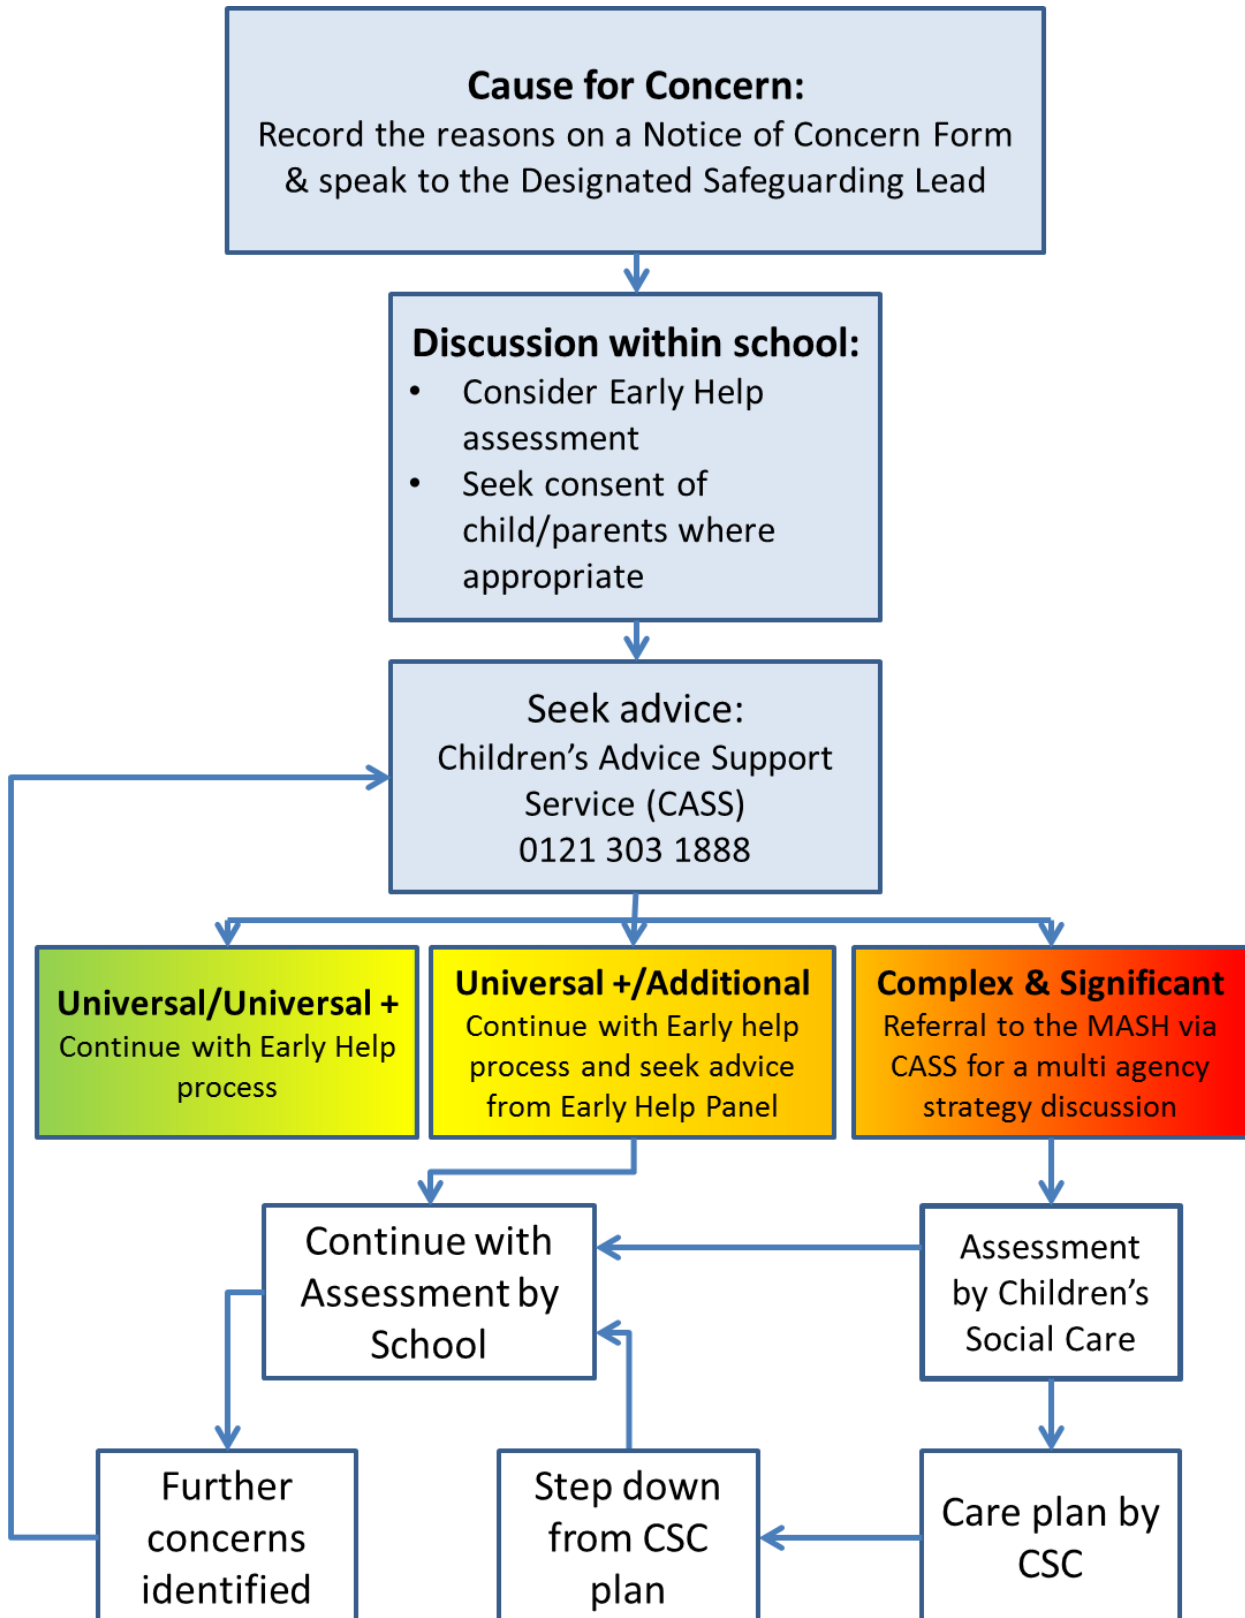 Cause for Concern:
Record the reasons on a Notice of Concern Form
& speak to the Designated Safeguarding Lead
Discussion within school:
• Consider Early Help
assessment
• Seek consent of
child/parents where
appropriate
Seek advice:
Children’s Advice Support
Service (CASS)
0121 303 1888
Universal/Universal +
Continue with Early Help
process
Universal +/Additional
Continue with Early help
process and seek advice
from Early Help Panel
Complex & Significant
Referral to the MASH via
CASS for a multi agency
strategy discussion
Continue with
Assessment by
School
Assessment
by Children’s
Social Care
Further
concerns
identified
Step down
from CSC
plan
Care plan by
CSC